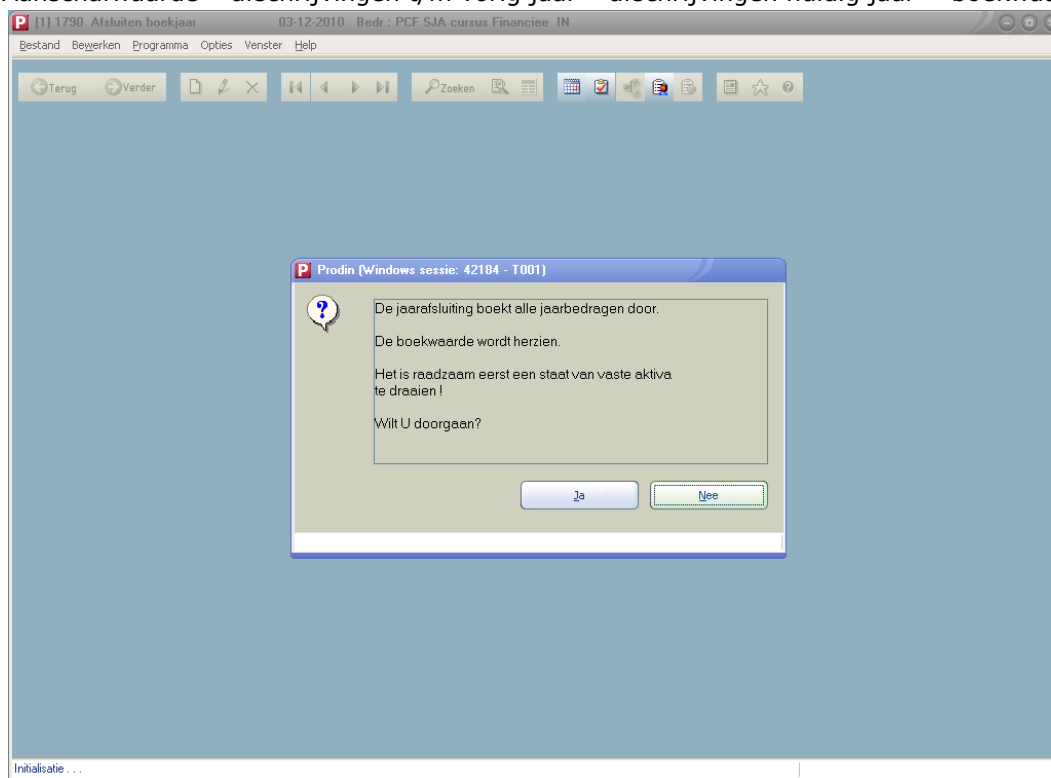 [1] 1790 Afsluiten boekjaar 03-12-2010 Bedr : PCF SJA cursus Financiee IN
Bestand Bewerken Programma Opties Venster Help
Terug Verder Zoeken
Prodin (Windows sessie: 42184 - T001)
De jaarafsluiting boekt alle jaarbedragen door.
De boekwaarde wordt herzien.
Het is raadzaam eerst een staat van vaste aktiva
te draaien !
Wilt U doorgaan?
Ja Nee
Initialisatie . . .